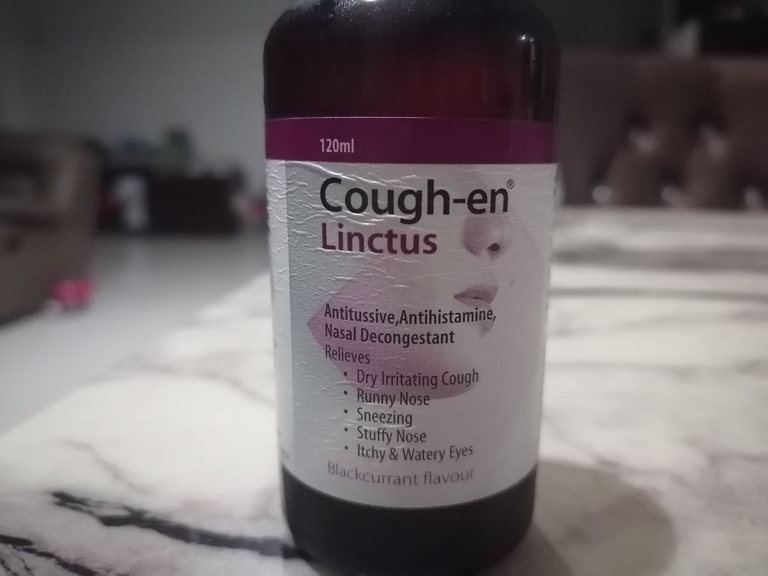 120ml
Cough-en®
Linctus
Antitussive,Antihistamine,
Nasal Decongestant
Relieves
• Dry Irritating Cough
• Runny Nose
• Sneezing
• Stuffy Nose
• Itchy & Watery Eyes
Blackcurrant flavour